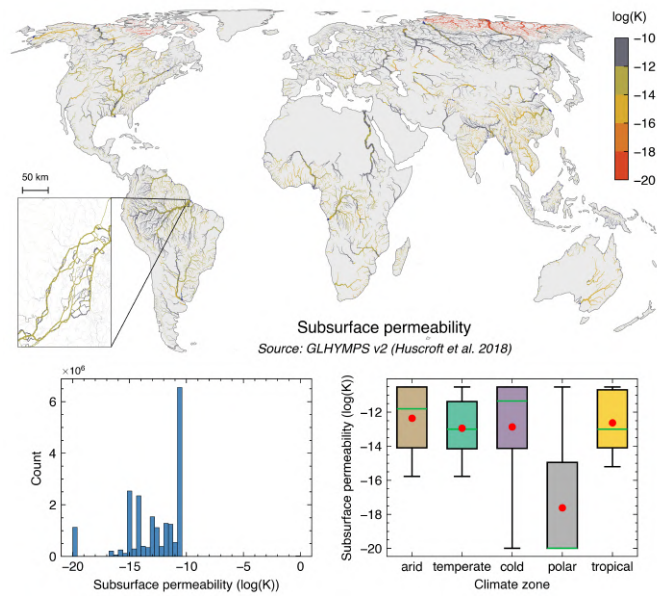 log(K)
−10
−12
−14
−16
−18
−20
50 km
Subsurface permeability
Source: GLHYMPS v2 (Huscroft et al. 2018)
×10⁶
6
4
2
0
Count
−20
−15
−10
−5
0
Subsurface permeability (log(K))
Subsurface permeability (log(K))
−12
−14
−16
−18
−20
arid
temperate
cold
polar
tropical
Climate zone